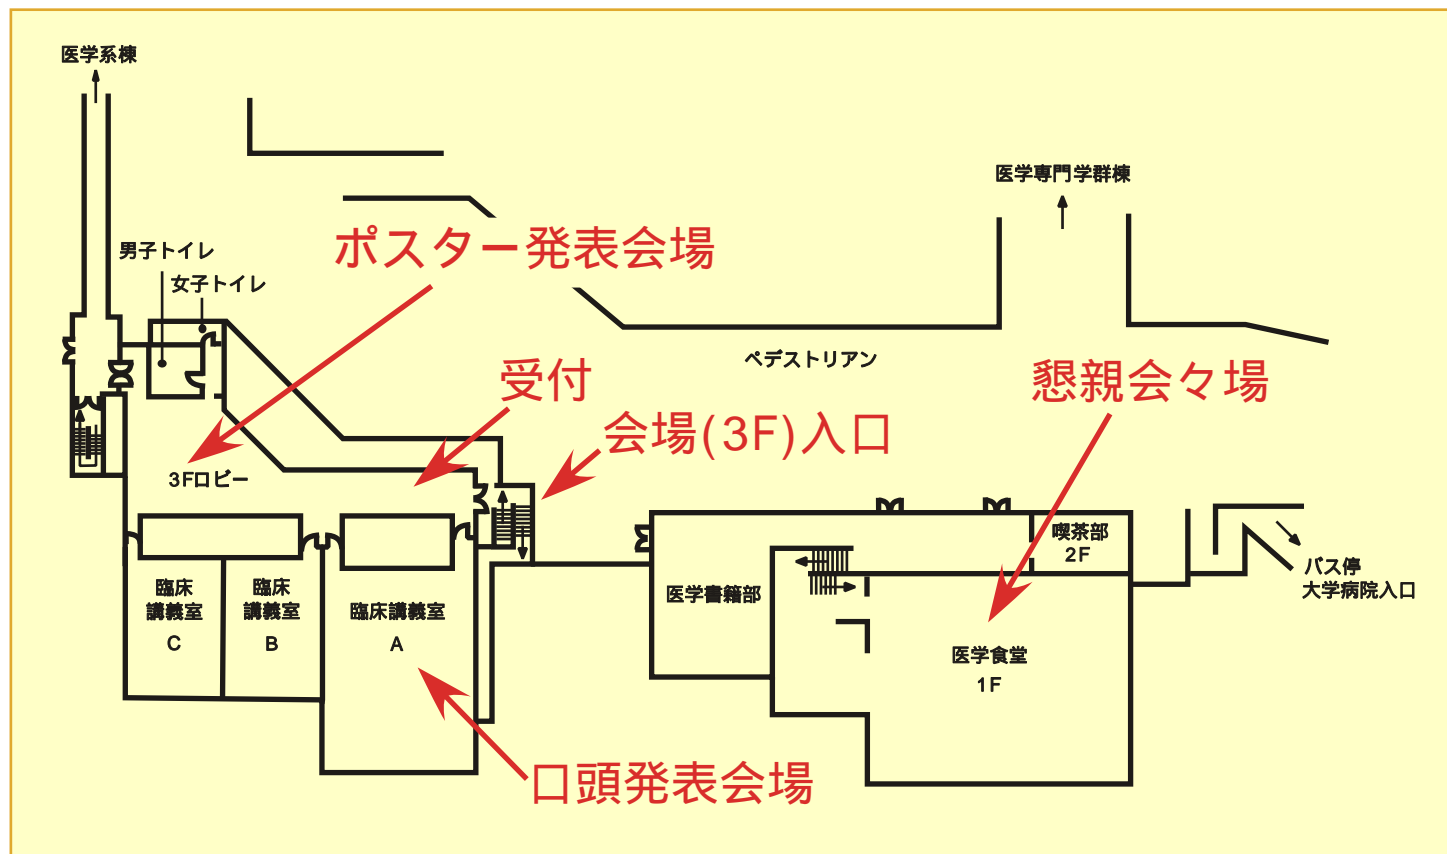 医学系棟
医学専門学群棟
男子トイレ
ポスター発表会場
女子トイレ
ペデストリアン
受付
懇親会々場
会場(3F)入口
3Fロビー
喫茶部
2F
バス停
大学病院入口
医学書籍部
臨床
講義室
C
臨床
講義室
B
臨床講義室
A
医学食堂
1F
口頭発表会場